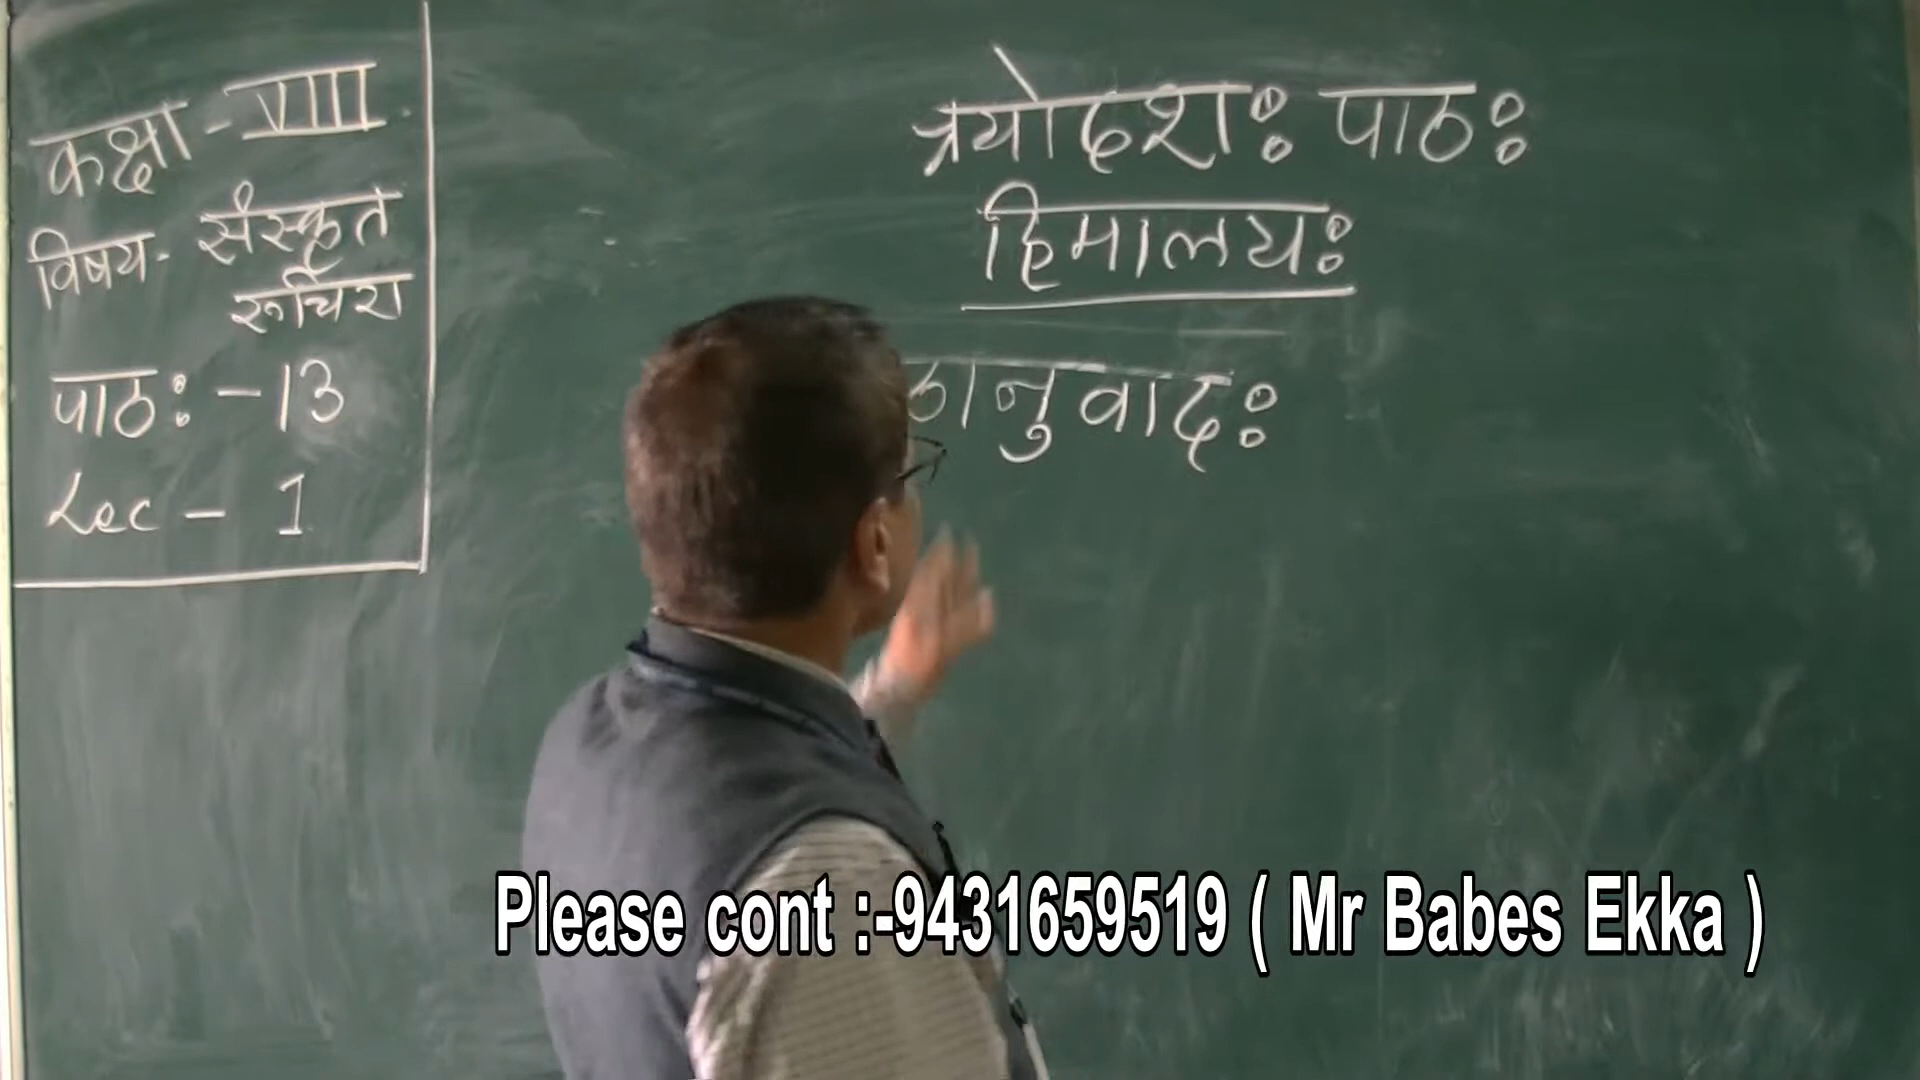 कक्षा - VIII
विषय - संस्कृत
रूचिरा
पाठः - 13
Lec - 1
त्रयोदशः पाठः
हिमालयः
ठानुवादः
Please cont :-9431659519 ( Mr Babes Ekka )